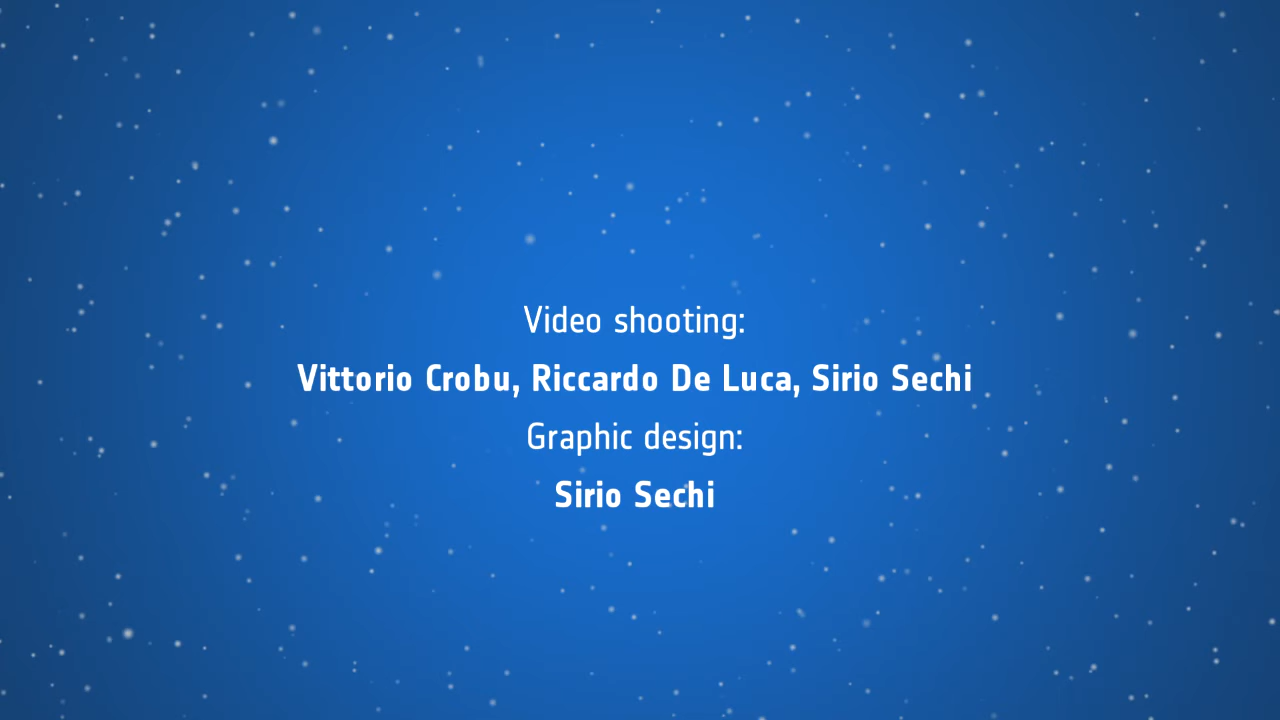 Video shooting:
Vittorio Crobu, Riccardo De Luca, Sirio Sechi
Graphic design:
Sirio Sechi